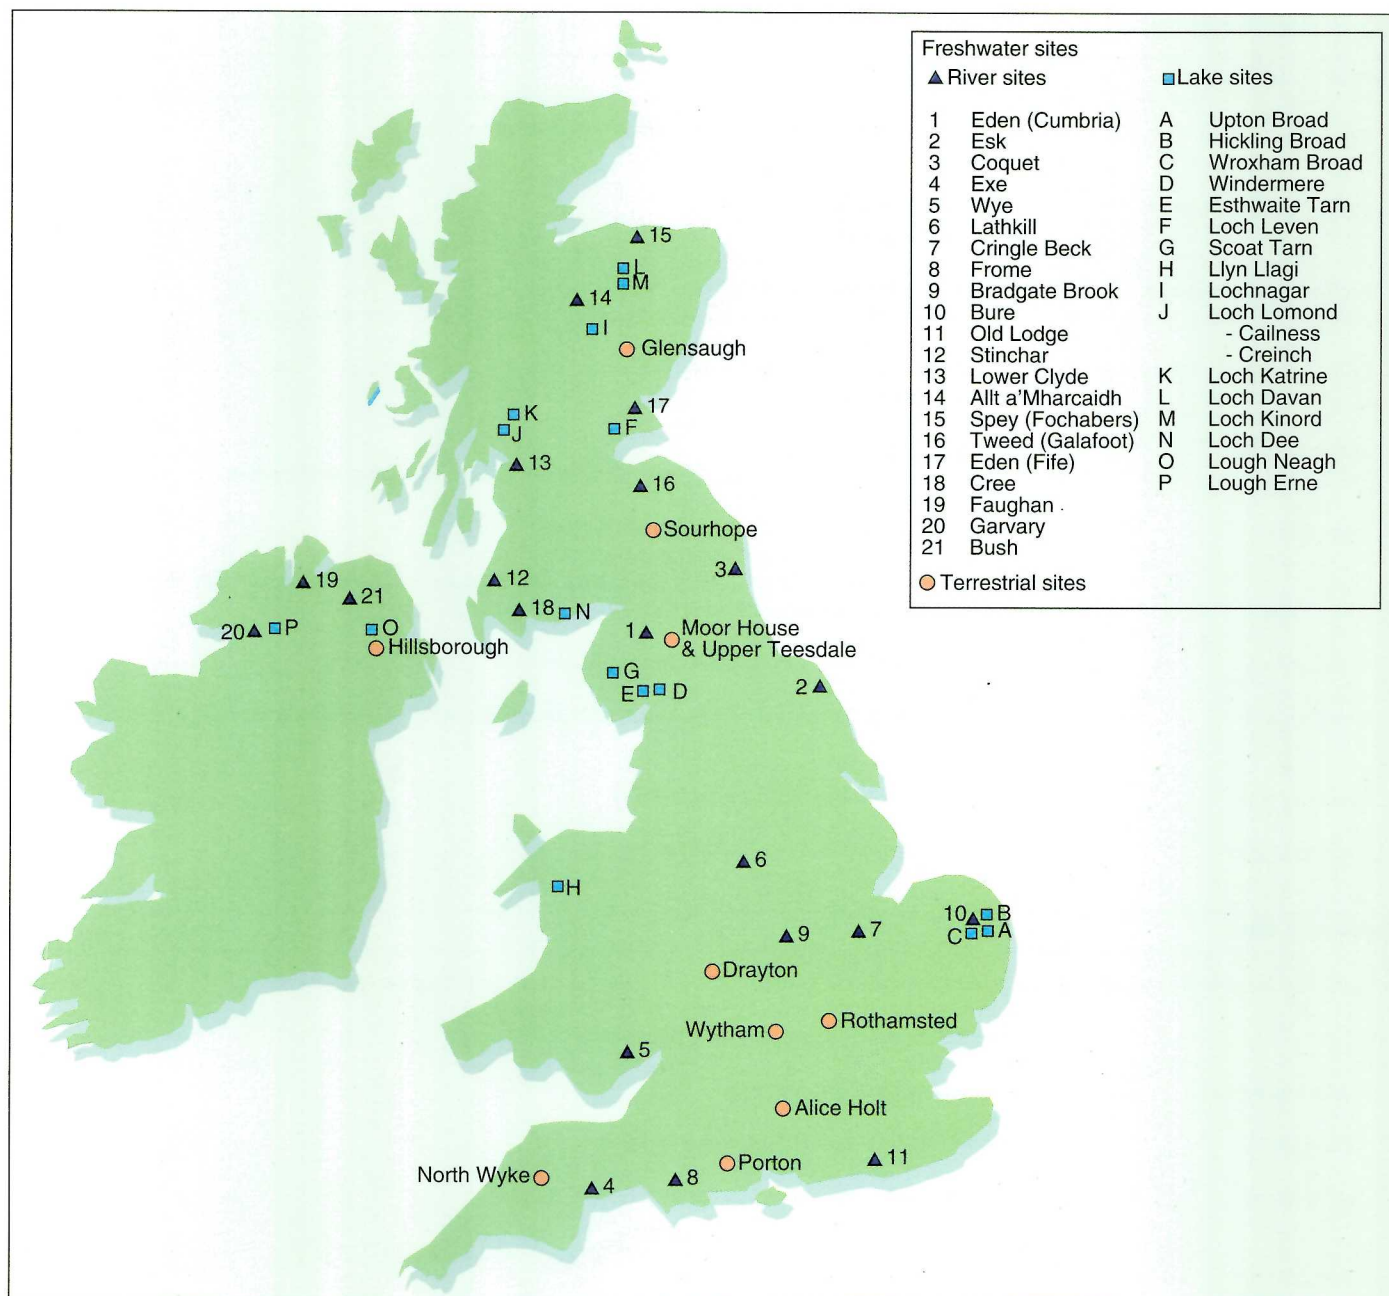 Freshwater sites
River sites
Lake sites
1 Eden (Cumbria)
2 Esk
3 Coquet
4 Exe
5 Wye
6 Lathkill
7 Cringle Beck
8 Frome
9 Bradgate Brook
10 Bure
11 Old Lodge
12 Stinchar
13 Lower Clyde
14 Allt a'Mharcaidh
15 Spey (Fochabers)
16 Tweed (Galafoot)
17 Eden (Fife)
18 Cree
19 Faughan
20 Garvary
21 Bush
A Upton Broad
B Hickling Broad
C Wroxham Broad
D Windermere
E Esthwaite Tarn
F Loch Leven
G Scoat Tarn
H Llyn Llagi
I Lochnagar
J Loch Lomond
- Cailness
- Creinch
K Loch Katrine
L Loch Davan
M Loch Kinord
N Loch Dee
O Lough Neagh
P Lough Erne
Terrestrial sites
15
L
M
14
I
Glensaugh
17
K
F
J
13
16
Sourhope
3
12
19
21
18
N
20
P
O
Hillsborough
1
Moor House
& Upper Teesdale
G
E
D
2
6
H
10
B
C
A
9
7
Drayton
Rothamsted
Wytham
5
Alice Holt
11
Porton
North Wyke
4
8